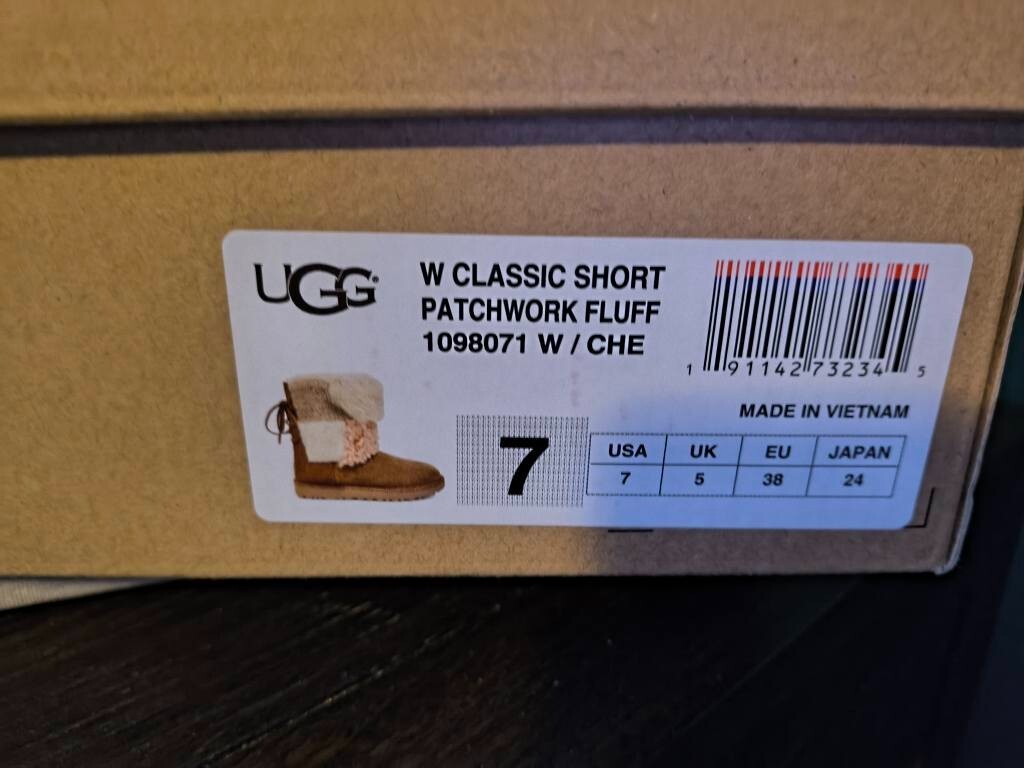 UGG®
W CLASSIC SHORT
PATCHWORK FLUFF
1098071 W / CHE
1 91142 73234 5
MADE IN VIETNAM
7
USA UK EU JAPAN
7 5 38 24